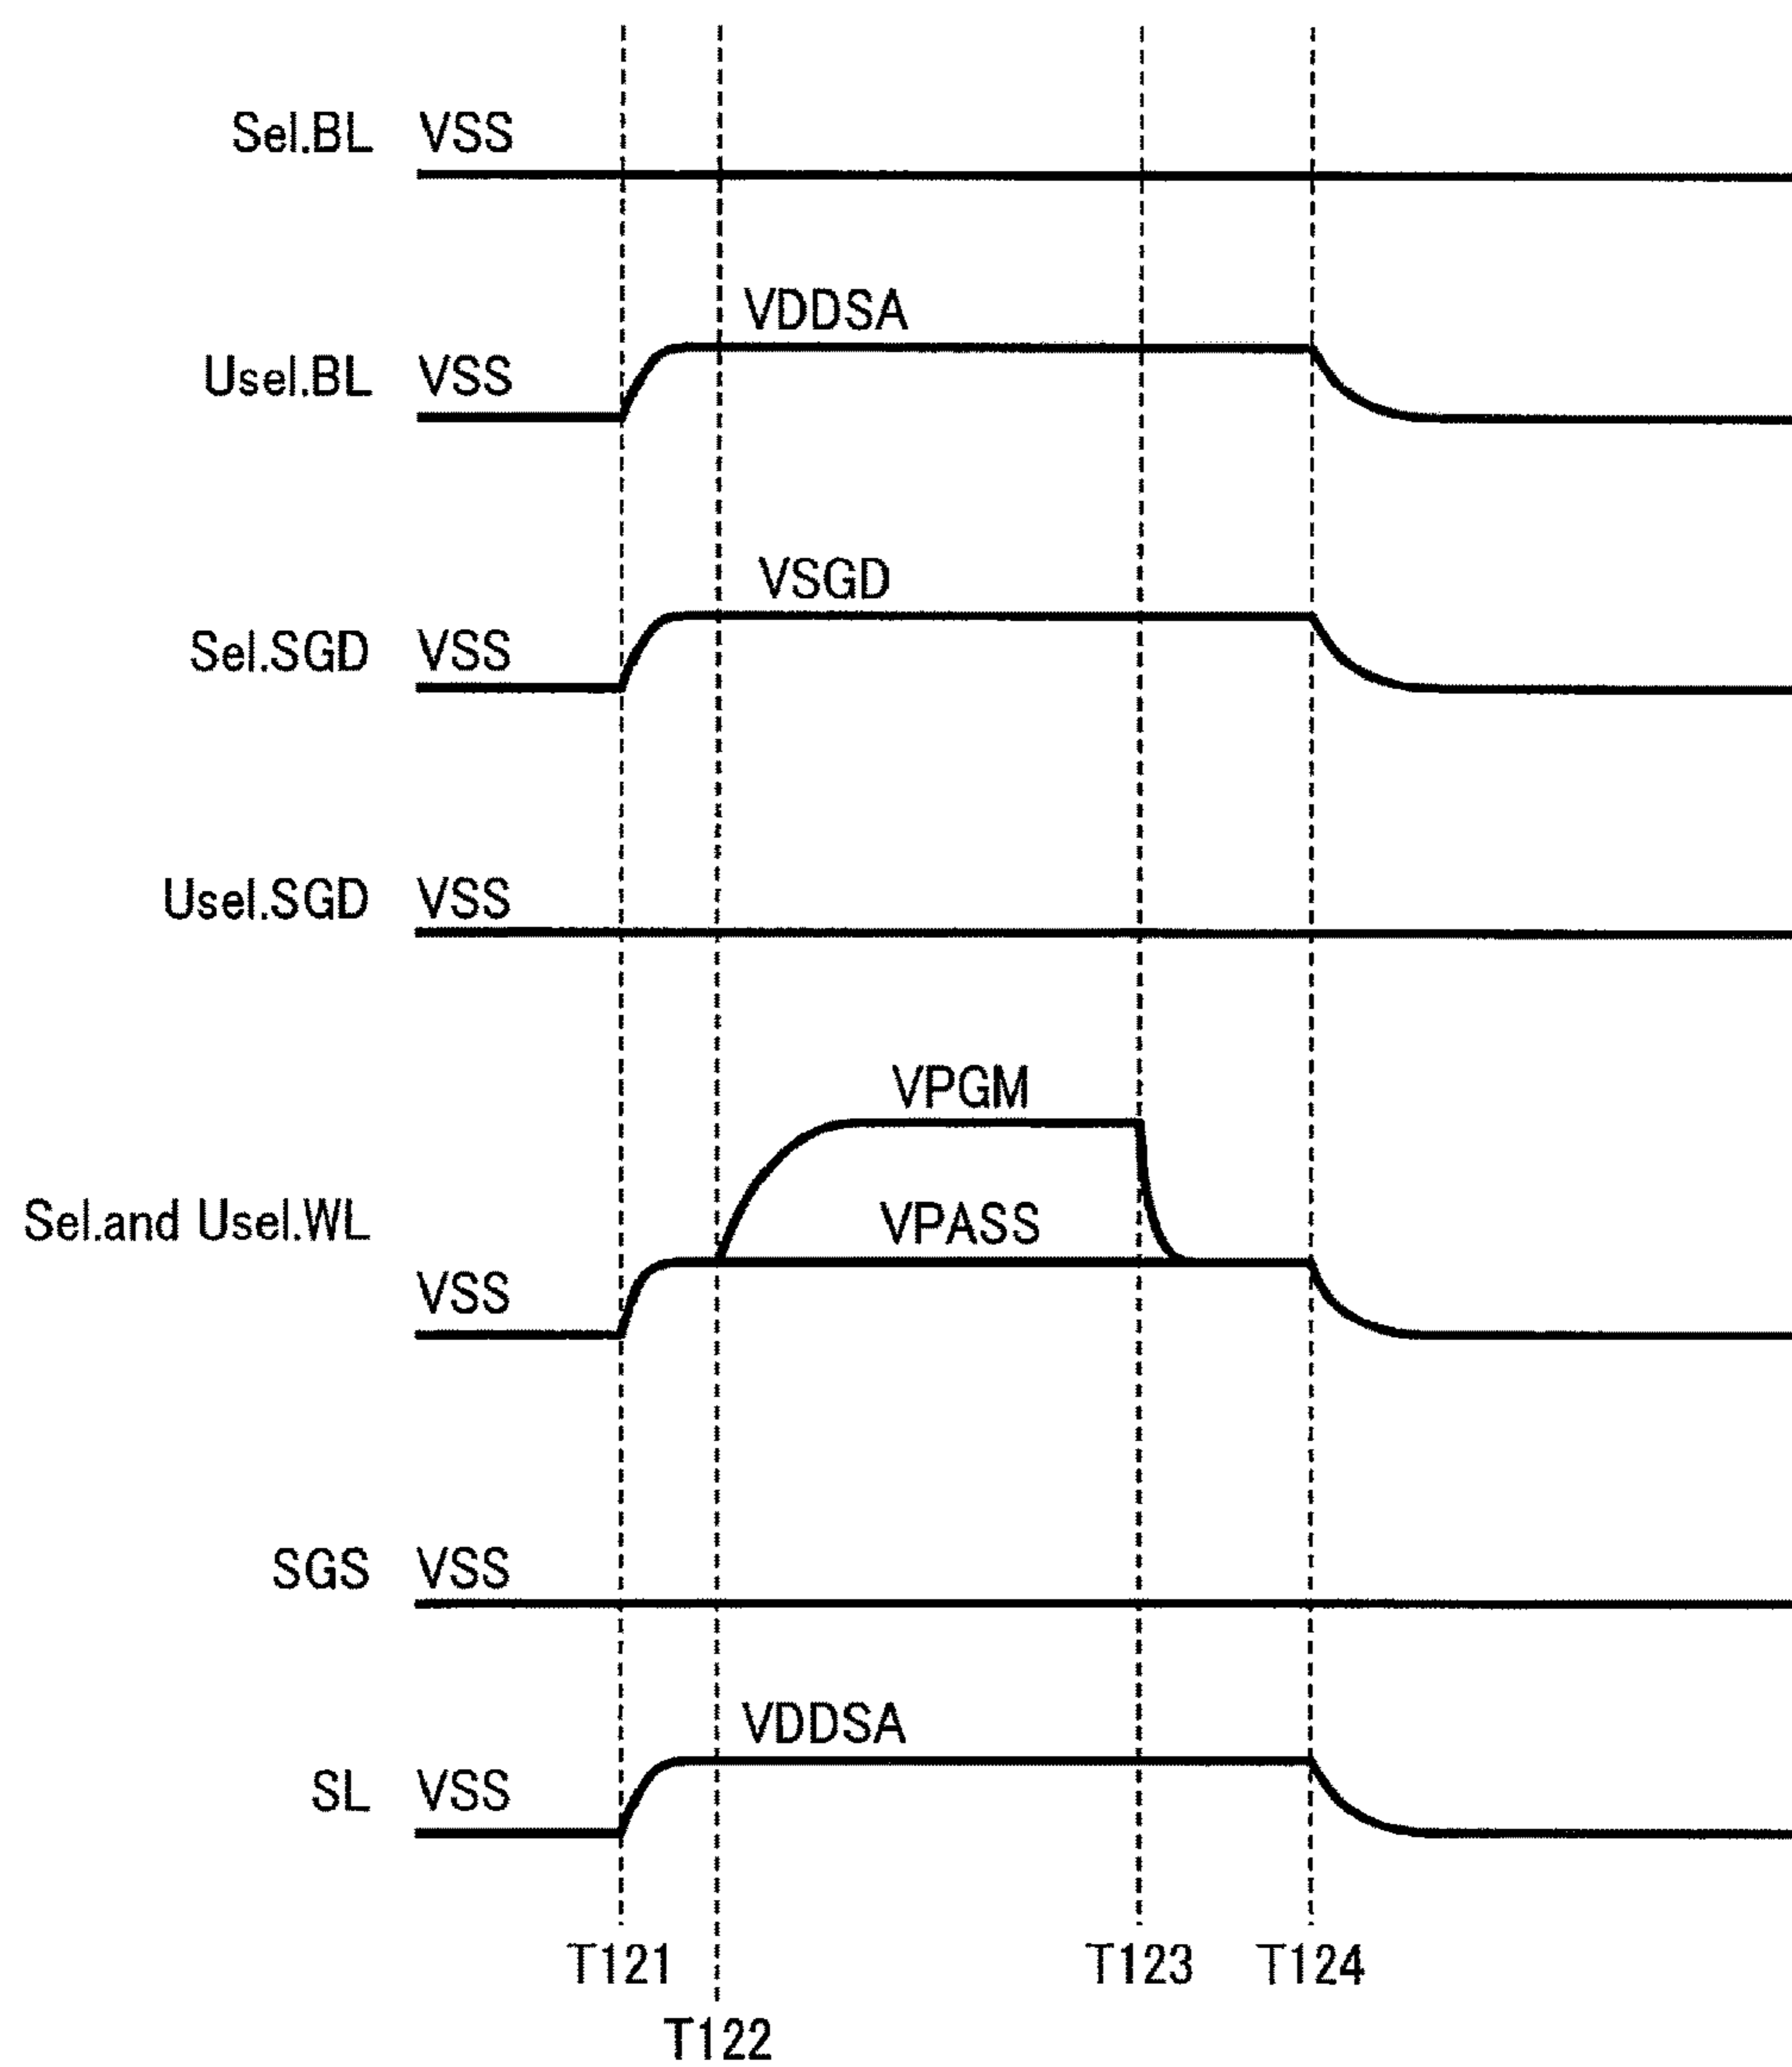 Sel.BL VSS
VDDSA
Usel.BL VSS
VSGD
Sel.SGD VSS
Usel.SGD VSS
VPGM
Sel.and Usel.WL VPASS
VSS
SGS VSS
VDDSA
SL VSS
T121 T123 T124
T122